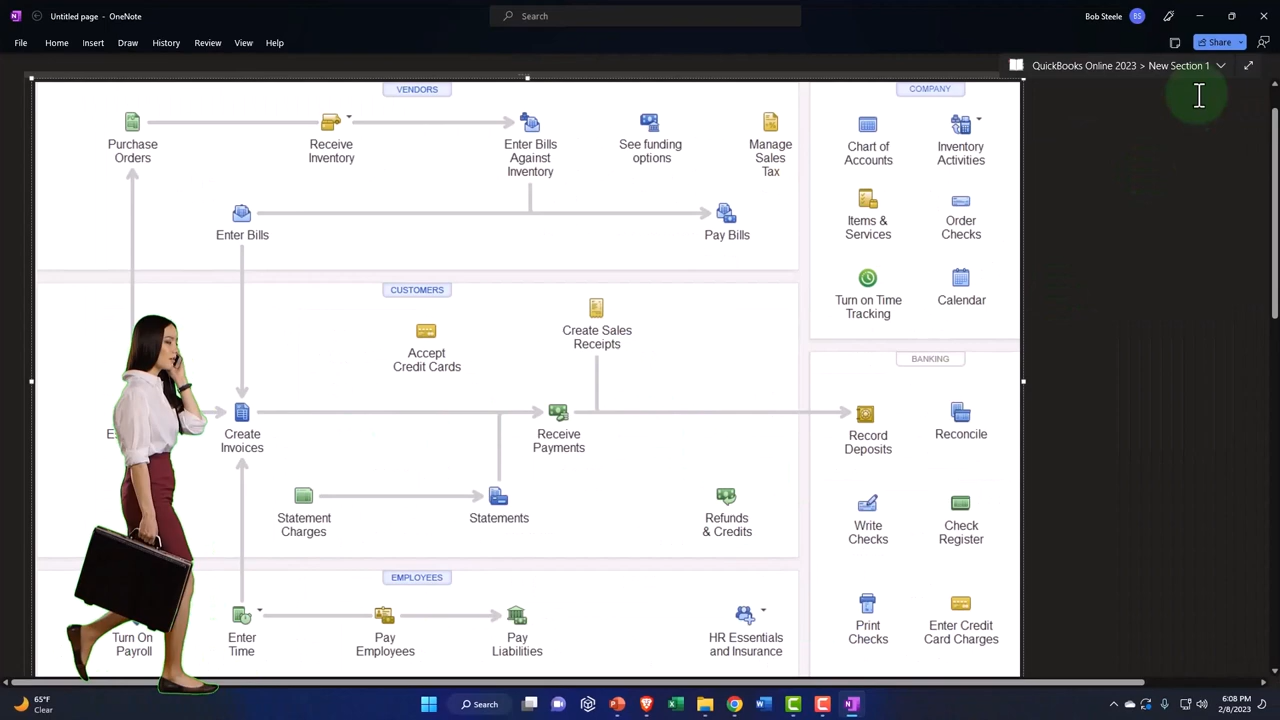 Untitled page - OneNote
Search
Bob Steele
BS
File
Home
Insert
Draw
History
Review
View
Help
Share
QuickBooks Online 2023 > New Section 1
VENDORS
Purchase
Orders
Receive
Inventory
Enter Bills
Against
Inventory
See funding
options
Manage
Sales
Tax
Enter Bills
Pay Bills
COMPANY
Chart of
Accounts
Inventory
Activities
Items &
Services
Order
Checks
Turn on Time
Tracking
Calendar
CUSTOMERS
Accept
Credit Cards
Create Sales
Receipts
Create
Invoices
Receive
Payments
Statement
Charges
Statements
Refunds
& Credits
BANKING
Record
Deposits
Reconcile
Write
Checks
Check
Register
Print
Checks
Enter Credit
Card Charges
EMPLOYEES
Turn On
Payroll
Enter
Time
Pay
Employees
Pay
Liabilities
HR Essentials
and Insurance
65°F
Clear
Search
6:08 PM
2/8/2023